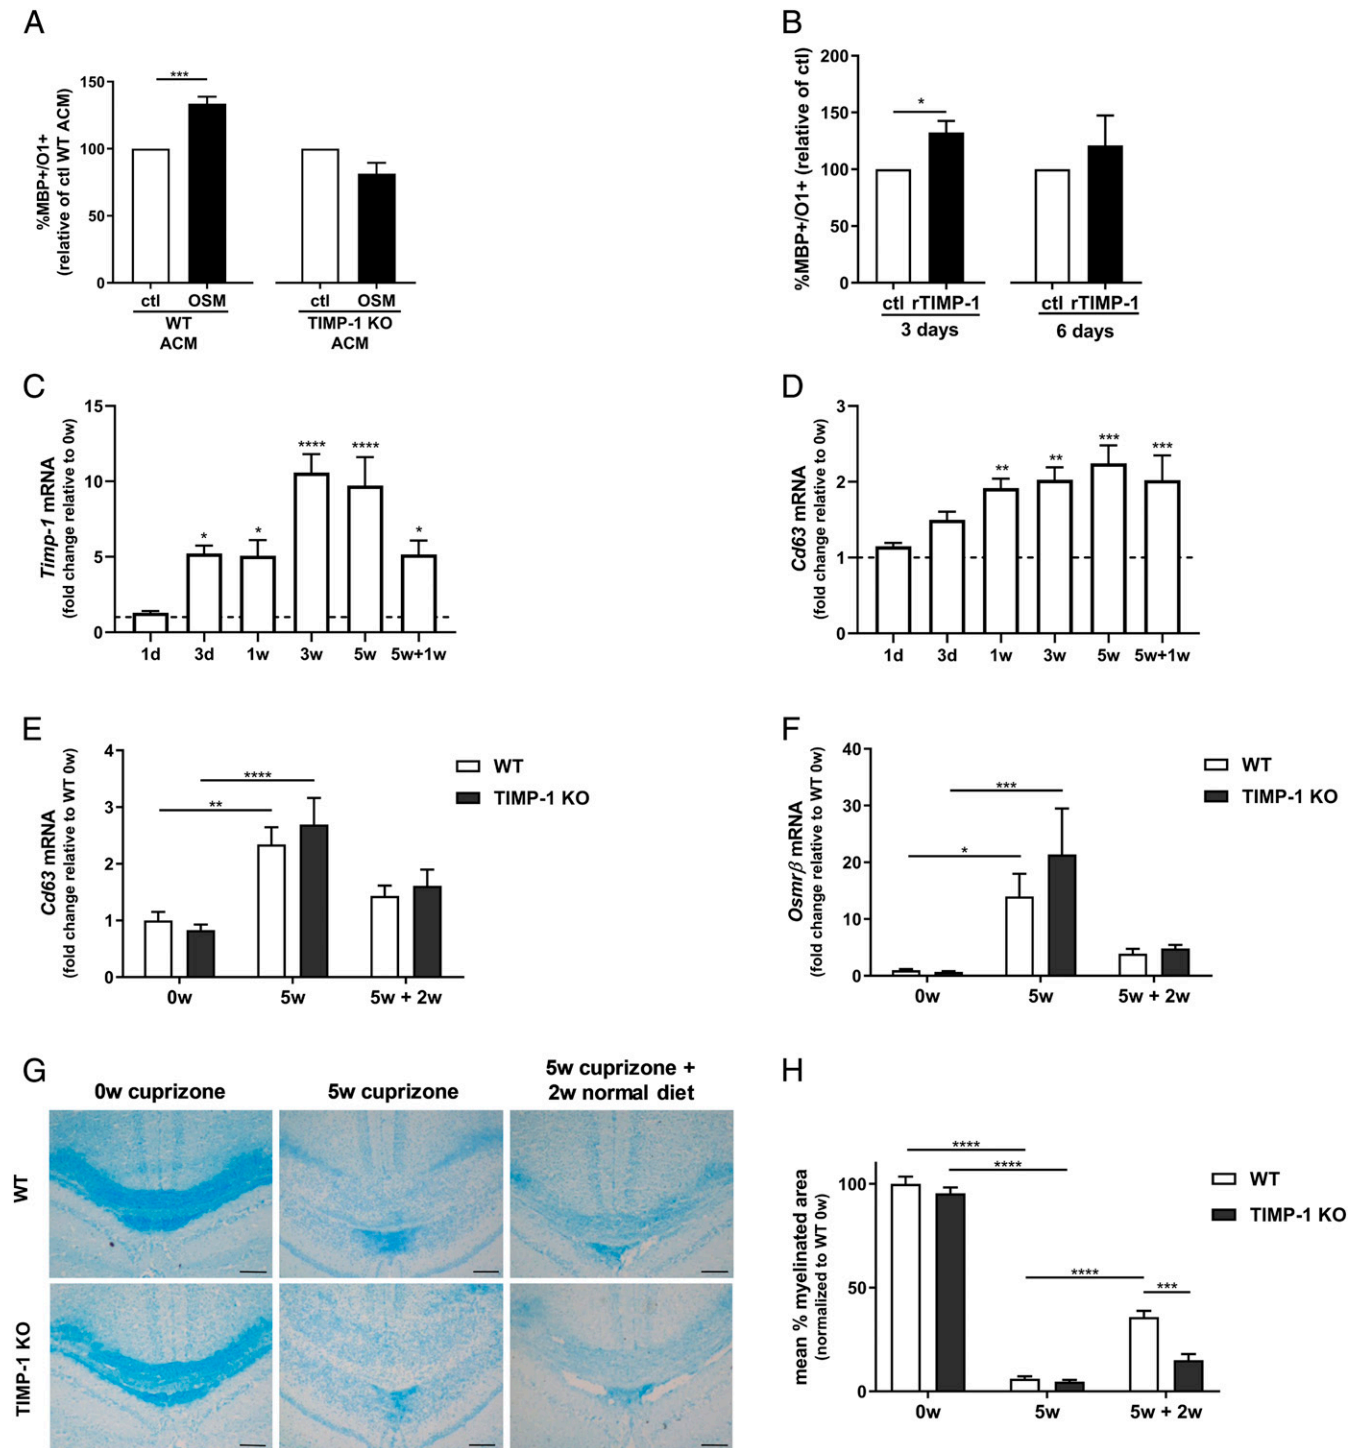 A
%MBP+/O1+
(relative of ctl WT ACM)
150
100
50
0
***
ctl
OSM
ctl
OSM
WT
ACM
TIMP-1 KO
ACM
B
%MBP+/O1+ (relative of ctl)
200
150
100
50
0
*
ctl rTIMP-1
ctl rTIMP-1
3 days
6 days
C
Timp-1 mRNA
(fold change relative to 0w)
15
10
5
0
*
*
****
****
*
1d
3d
1w
3w
5w
5w+1w
D
Cd63 mRNA
(fold change relative to 0w)
3
2
1
0
**
**
***
***
1d
3d
1w
3w
5w
5w+1w
E
Cd63 mRNA
(fold change relative to WT 0w)
4
3
2
1
0
****
**
WT
TIMP-1 KO
0w
5w
5w + 2w
F
Osmrβ mRNA
(fold change relative to WT 0w)
40
30
20
10
0
***
*
WT
TIMP-1 KO
0w
5w
5w + 2w
G
0w cuprizone
5w cuprizone
5w cuprizone +
2w normal diet
WT
TIMP-1 KO
H
mean % myelinated area
(normalized to WT 0w)
100
50
0
****
****
****
***
WT
TIMP-1 KO
0w
5w
5w + 2w